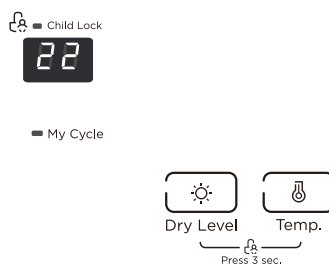 Child Lock
22
My Cycle
Dry Level Temp.
Press 3 sec.